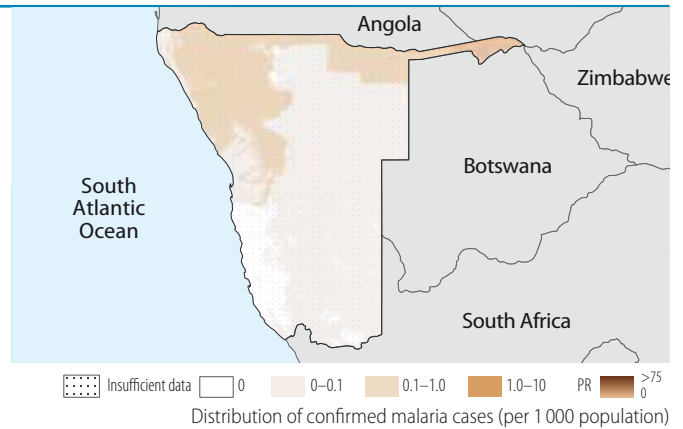 Angola
Zimbabwe
Botswana
South
Atlantic
Ocean
South Africa
Insufficient data 0 0–0.1 0.1–1.0 1.0–10 PR >75
0
Distribution of confirmed malaria cases (per 1 000 population)